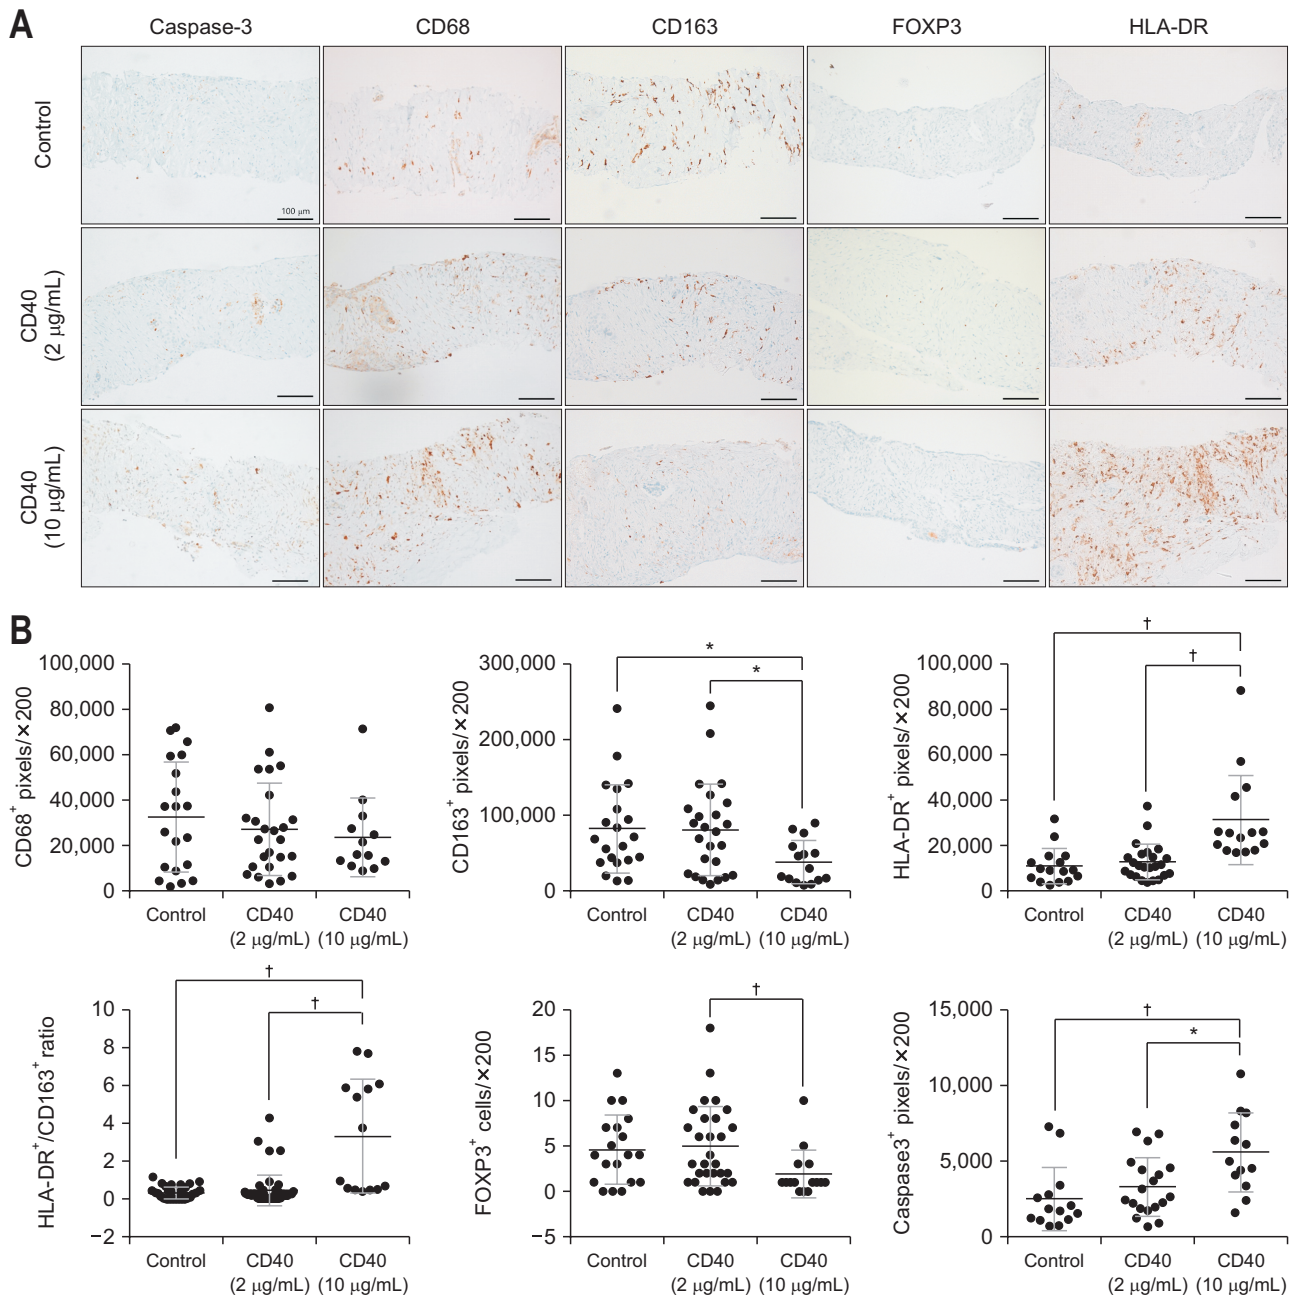 A
Caspase-3 CD68 CD163 FOXP3 HLA-DR
Control
100 μm
CD40
(2 μg/mL)
CD40
(10 μg/mL)
B
CD68+ pixels/×200
100,000
80,000
60,000
40,000
20,000
0
Control
CD40
(2 μg/mL)
CD40
(10 μg/mL)
CD163+ pixels/×200
300,000
200,000
100,000
0
*
*
Control
CD40
(2 μg/mL)
CD40
(10 μg/mL)
HLA-DR+ pixels/×200
100,000
80,000
60,000
40,000
20,000
0
†
†
Control
CD40
(2 μg/mL)
CD40
(10 μg/mL)
HLA-DR+/CD163+ ratio
10
8
6
4
2
0
−2
†
†
Control
CD40
(2 μg/mL)
CD40
(10 μg/mL)
FOXP3+ cells/×200
20
15
10
5
0
−5
†
Control
CD40
(2 μg/mL)
CD40
(10 μg/mL)
Caspase3+ pixels/×200
15,000
10,000
5,000
0
†
*
Control
CD40
(2 μg/mL)
CD40
(10 μg/mL)